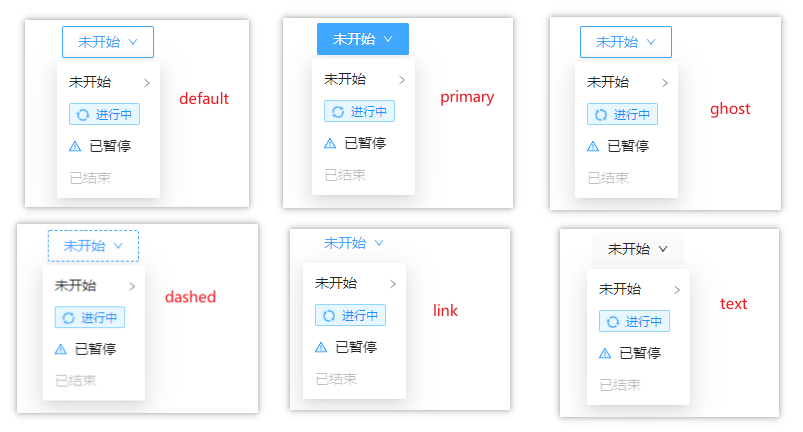 未开始
未开始
进行中
已暂停
已结束
default
未开始
未开始
进行中
已暂停
已结束
primary
未开始
未开始
进行中
已暂停
已结束
ghost
未开始
未开始
进行中
已暂停
已结束
dashed
未开始
未开始
进行中
已暂停
已结束
link
未开始
未开始
进行中
已暂停
已结束
text